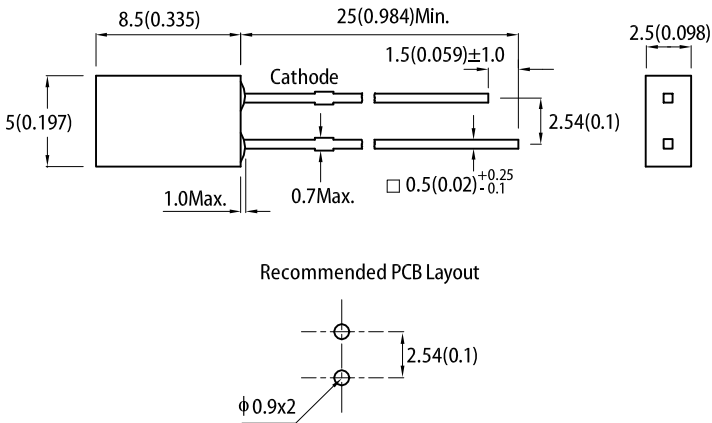 8.5(0.335)
25(0.984)Min.
2.5(0.098)
1.5(0.059)±1.0
Cathode
5(0.197)
2.54(0.1)
1.0Max.
0.7Max.
□ 0.5(0.02)+0.25
-0.1
Recommended PCB Layout
2.54(0.1)
ϕ0.9x2